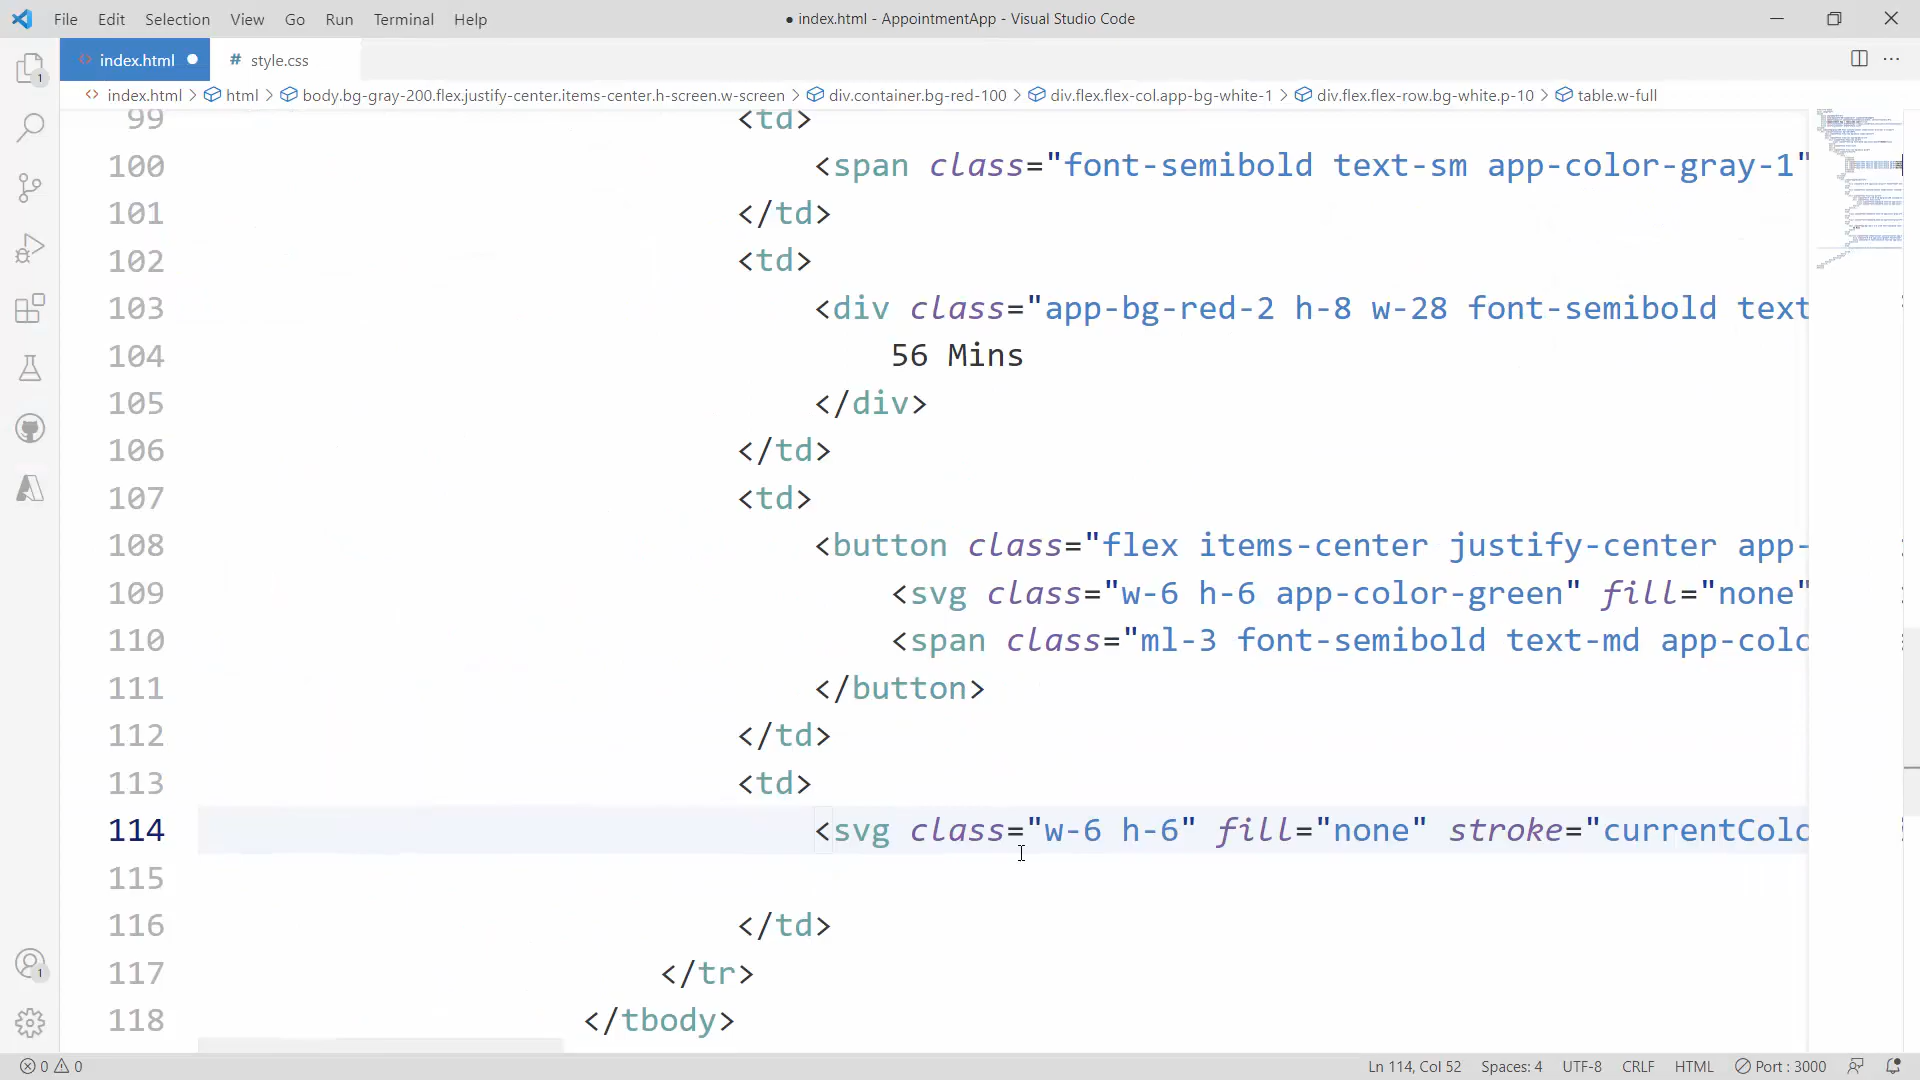 File Edit Selection View Go Run Terminal Help
● index.html - AppointmentApp - Visual Studio Code
index.html
# style.css
index.html > html > body.bg-gray-200.flex.justify-center.items-center.h-screen.w-screen > div.container.bg-red-100 > div.flex.flex-col.app-bg-white-1 > div.flex.flex-row.bg-white.p-10 > table.w-full
99 <td>
100 <span class="font-semibold text-sm app-color-gray-1"
101 </td>
102 <td>
103 <div class="app-bg-red-2 h-8 w-28 font-semibold text
104 56 Mins
105 </div>
106 </td>
107 <td>
108 <button class="flex items-center justify-center app-
109 <svg class="w-6 h-6 app-color-green" fill="none"
110 <span class="ml-3 font-semibold text-md app-colo
111 </button>
112 </td>
113 <td>
114 <svg class="w-6 h-6" fill="none" stroke="currentColo
115
116 </td>
117 </tr>
118 </tbody>
1
1
0 0
Ln 114, Col 52 Spaces: 4 UTF-8 CRLF HTML Port : 3000